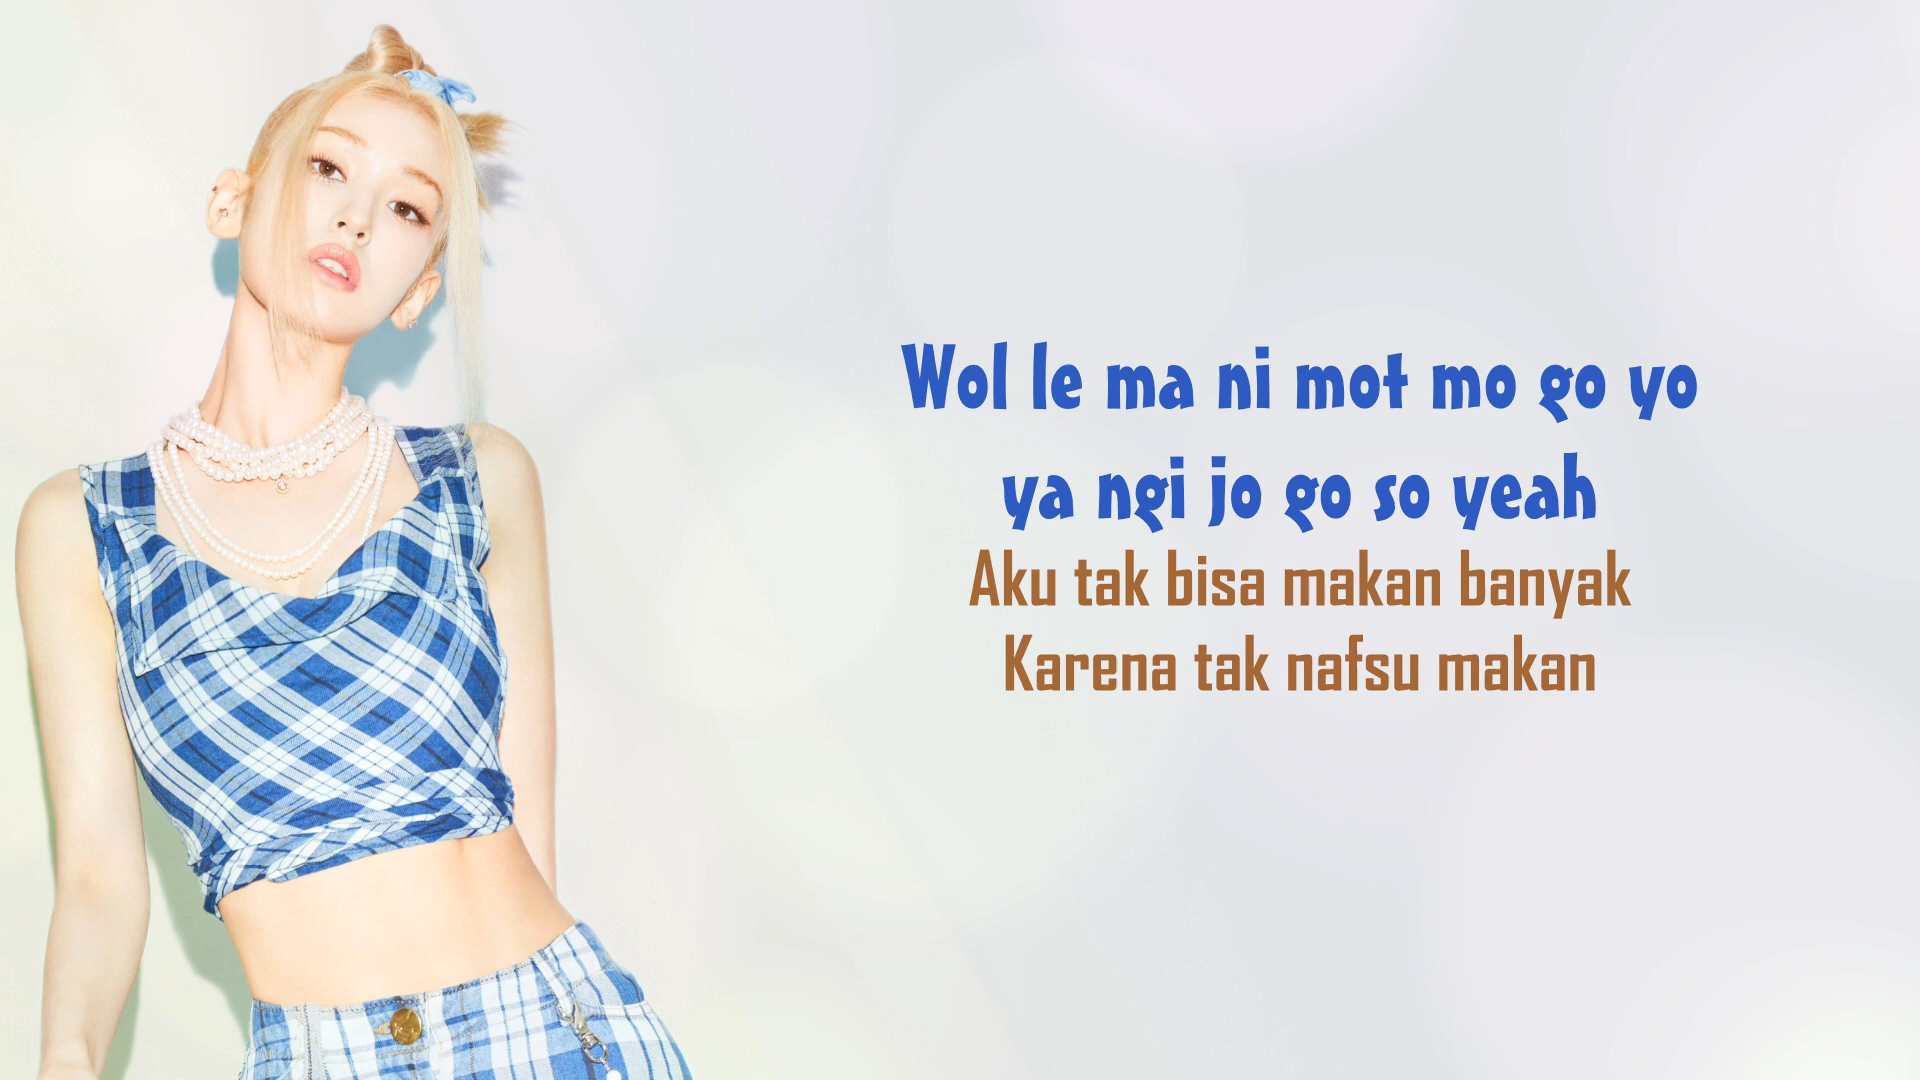 Wol le ma ni mot mo go yo
ya ngi jo go so yeah
Aku tak bisa makan banyak
Karena tak nafsu makan